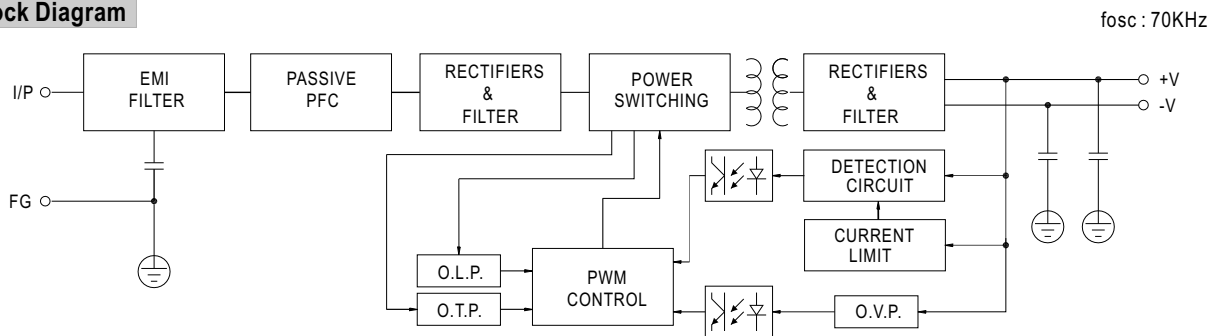 ock Diagram
fosc : 70KHz
I/P
EMI
FILTER
PASSIVE
PFC
RECTIFIERS
&
FILTER
POWER
SWITCHING
RECTIFIERS
&
FILTER
+V
-V
DETECTION
CIRCUIT
FG
CURRENT
LIMIT
O.L.P.
PWM
CONTROL
O.T.P.
O.V.P.